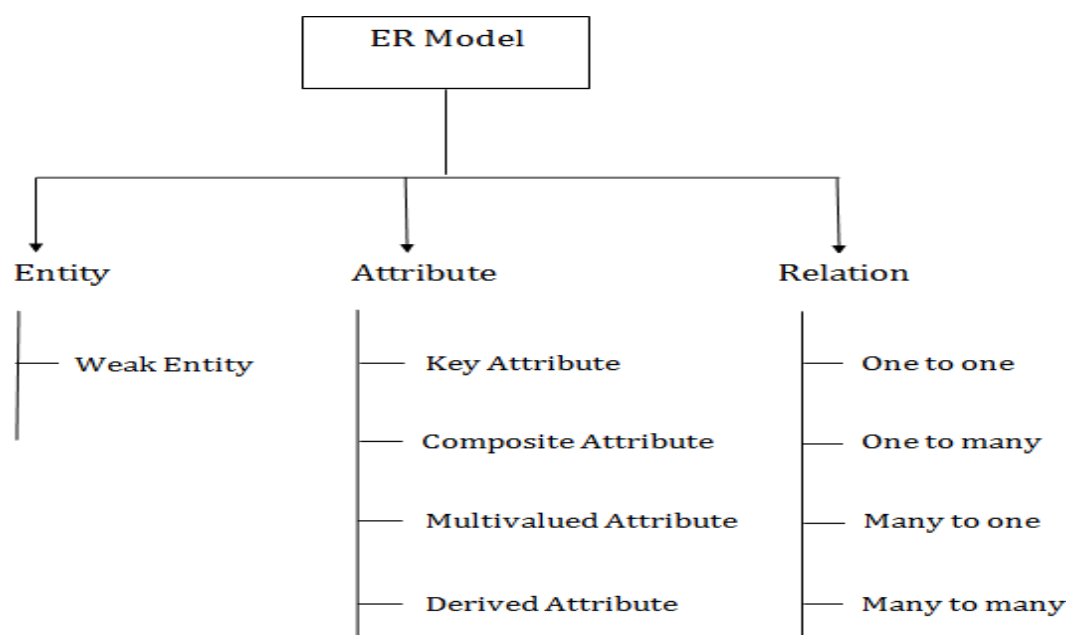 ER Model
Entity
Attribute
Relation
Weak Entity
Key Attribute
One to one
Composite Attribute
One to many
Multivalued Attribute
Many to one
Derived Attribute
Many to many